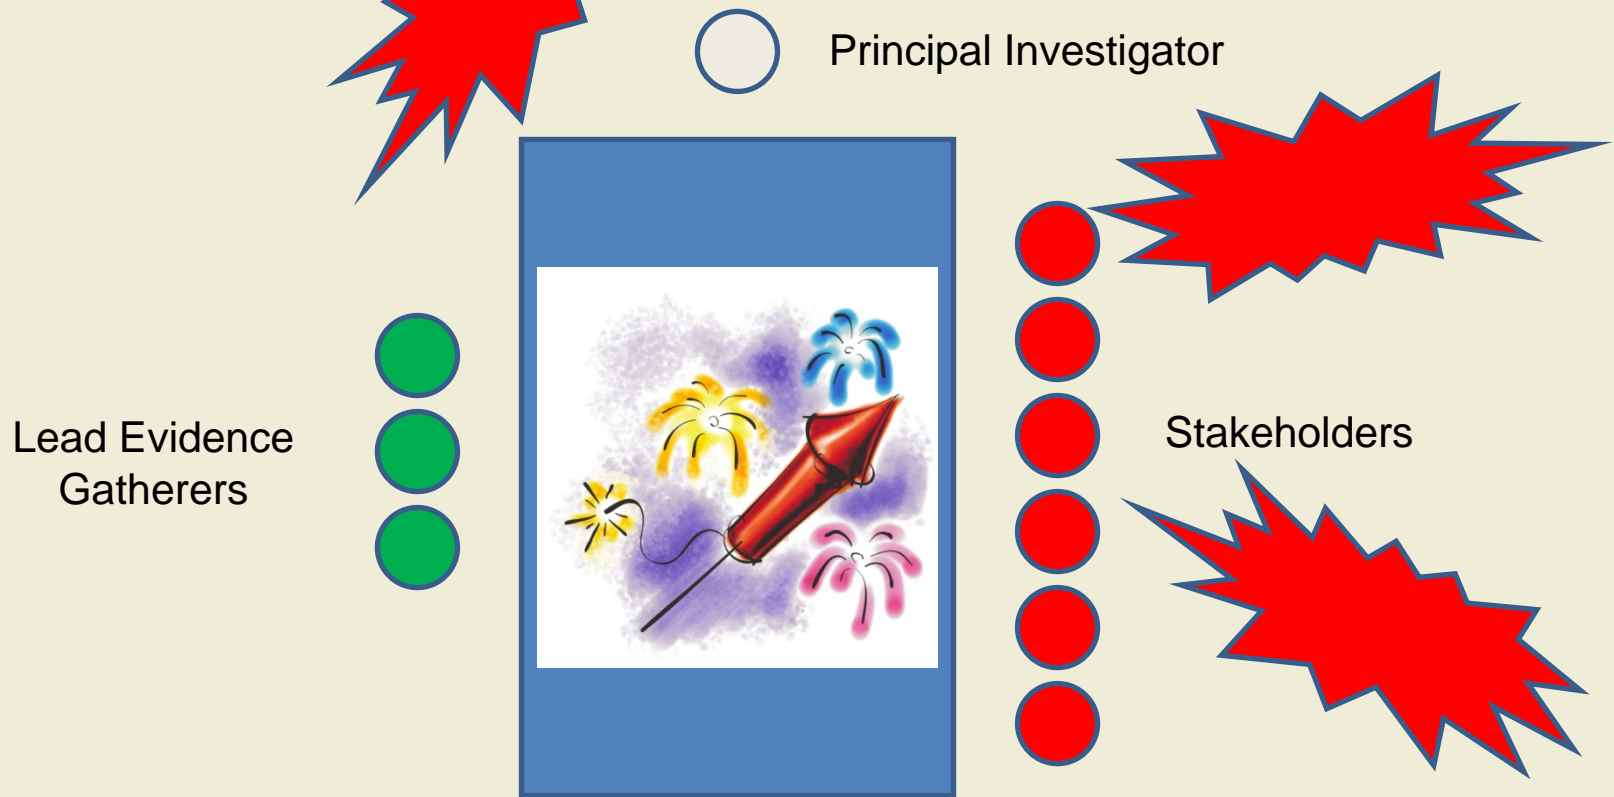 Principal Investigator
Lead Evidence
Gatherers
Stakeholders